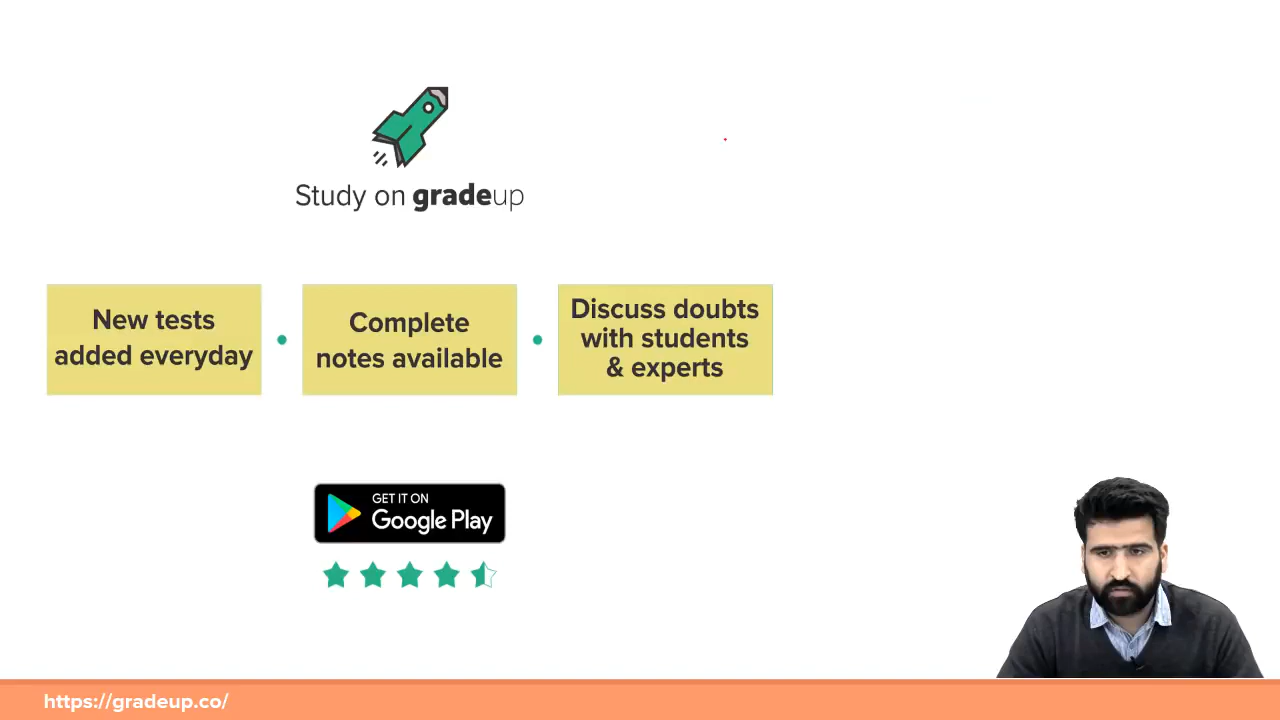 Study on gradeup
New tests
added everyday
Complete
notes available
Discuss doubts
with students
& experts
GET IT ON
Google Play
https://gradeup.co/